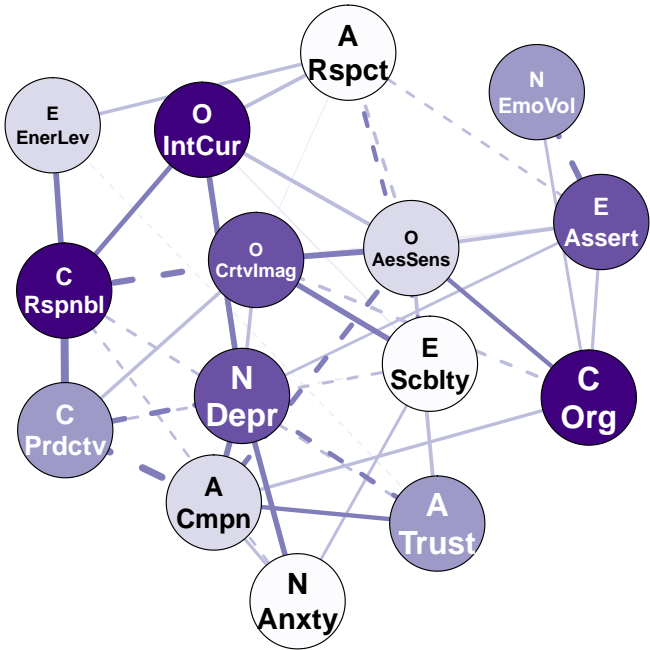 A
Rspct
N
EmoVol
E
EnerLev
O
IntCur
E
Assert
O
CrtvImag
O
AesSens
C
Rspnbl
E
Scblty
N
Depr
C
Org
C
Prdctv
A
Cmpn
A
Trust
N
Anxty